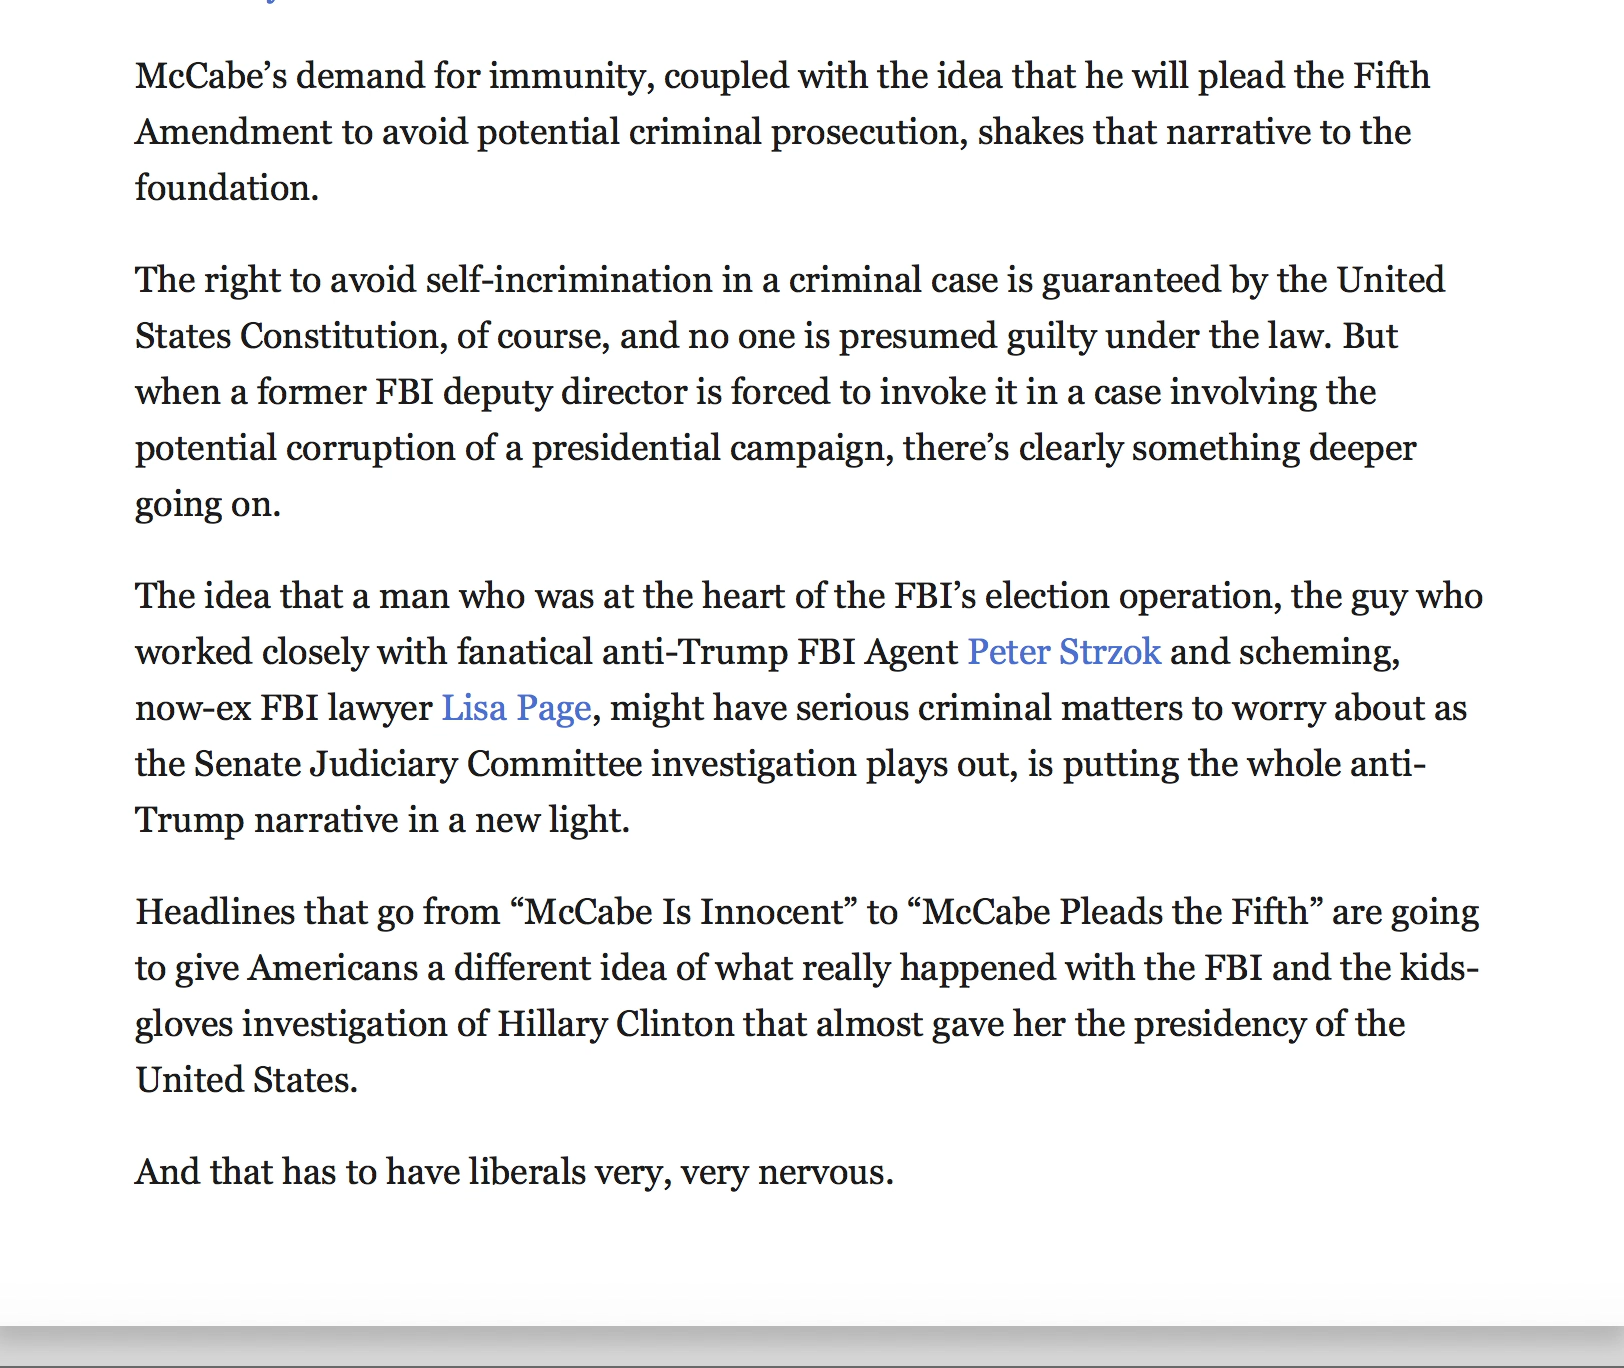 McCabe’s demand for immunity, coupled with the idea that he will plead the Fifth
Amendment to avoid potential criminal prosecution, shakes that narrative to the
foundation.
The right to avoid self-incrimination in a criminal case is guaranteed by the United
States Constitution, of course, and no one is presumed guilty under the law. But
when a former FBI deputy director is forced to invoke it in a case involving the
potential corruption of a presidential campaign, there’s clearly something deeper
going on.
The idea that a man who was at the heart of the FBI’s election operation, the guy who
worked closely with fanatical anti-Trump FBI Agent Peter Strzok and scheming,
now-ex FBI lawyer Lisa Page, might have serious criminal matters to worry about as
the Senate Judiciary Committee investigation plays out, is putting the whole anti-
Trump narrative in a new light.
Headlines that go from “McCabe Is Innocent” to “McCabe Pleads the Fifth” are going
to give Americans a different idea of what really happened with the FBI and the kids-
gloves investigation of Hillary Clinton that almost gave her the presidency of the
United States.
And that has to have liberals very, very nervous.